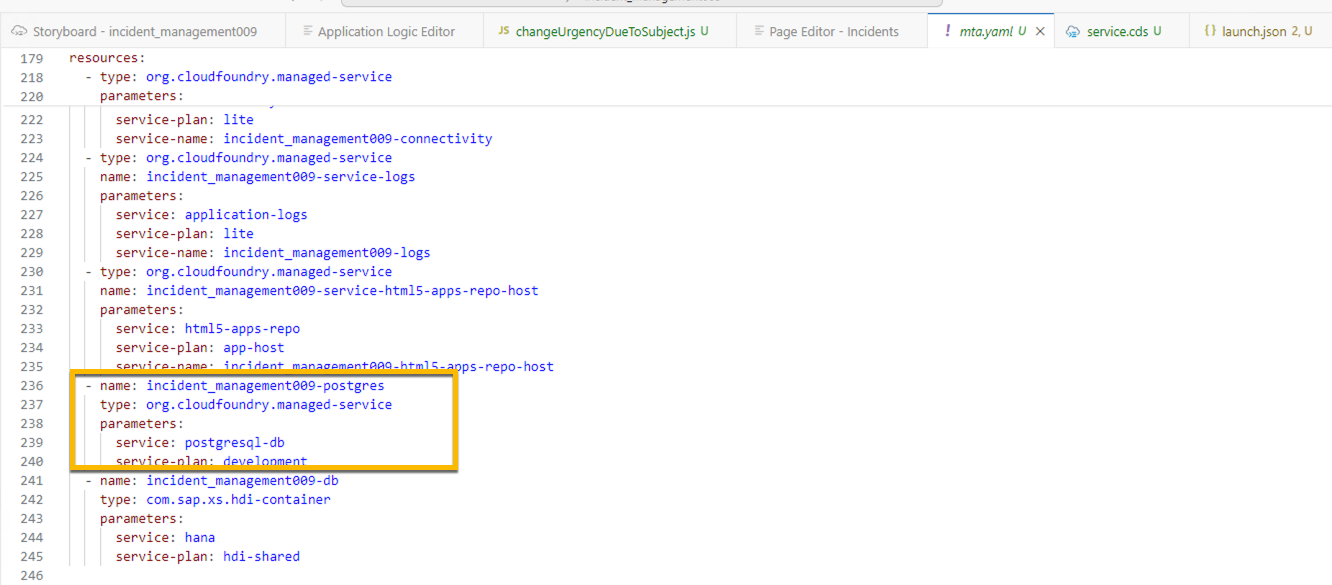 Storyboard - incident_management009
Application Logic Editor
JS changeUrgencyDueToSubject.js U
Page Editor - Incidents
! mta.yaml U ×
service.cds U
{} launch.json 2, U
179 resources:
218 - type: org.cloudfoundry.managed-service
220 parameters:
222 service-plan: lite
223 service-name: incident_management009-connectivity
224 - type: org.cloudfoundry.managed-service
225 name: incident_management009-service-logs
226 parameters:
227 service: application-logs
228 service-plan: lite
229 service-name: incident_management009-logs
230 - type: org.cloudfoundry.managed-service
231 name: incident_management009-service-html5-apps-repo-host
232 parameters:
233 service: html5-apps-repo
234 service-plan: app-host
235 service-name: incident_management009-html5-apps-repo-host
236 - name: incident_management009-postgres
237 type: org.cloudfoundry.managed-service
238 parameters:
239 service: postgresql-db
240 service-plan: development
241 - name: incident_management009-db
242 type: com.sap.xs.hdi-container
243 parameters:
244 service: hana
245 service-plan: hdi-shared
246